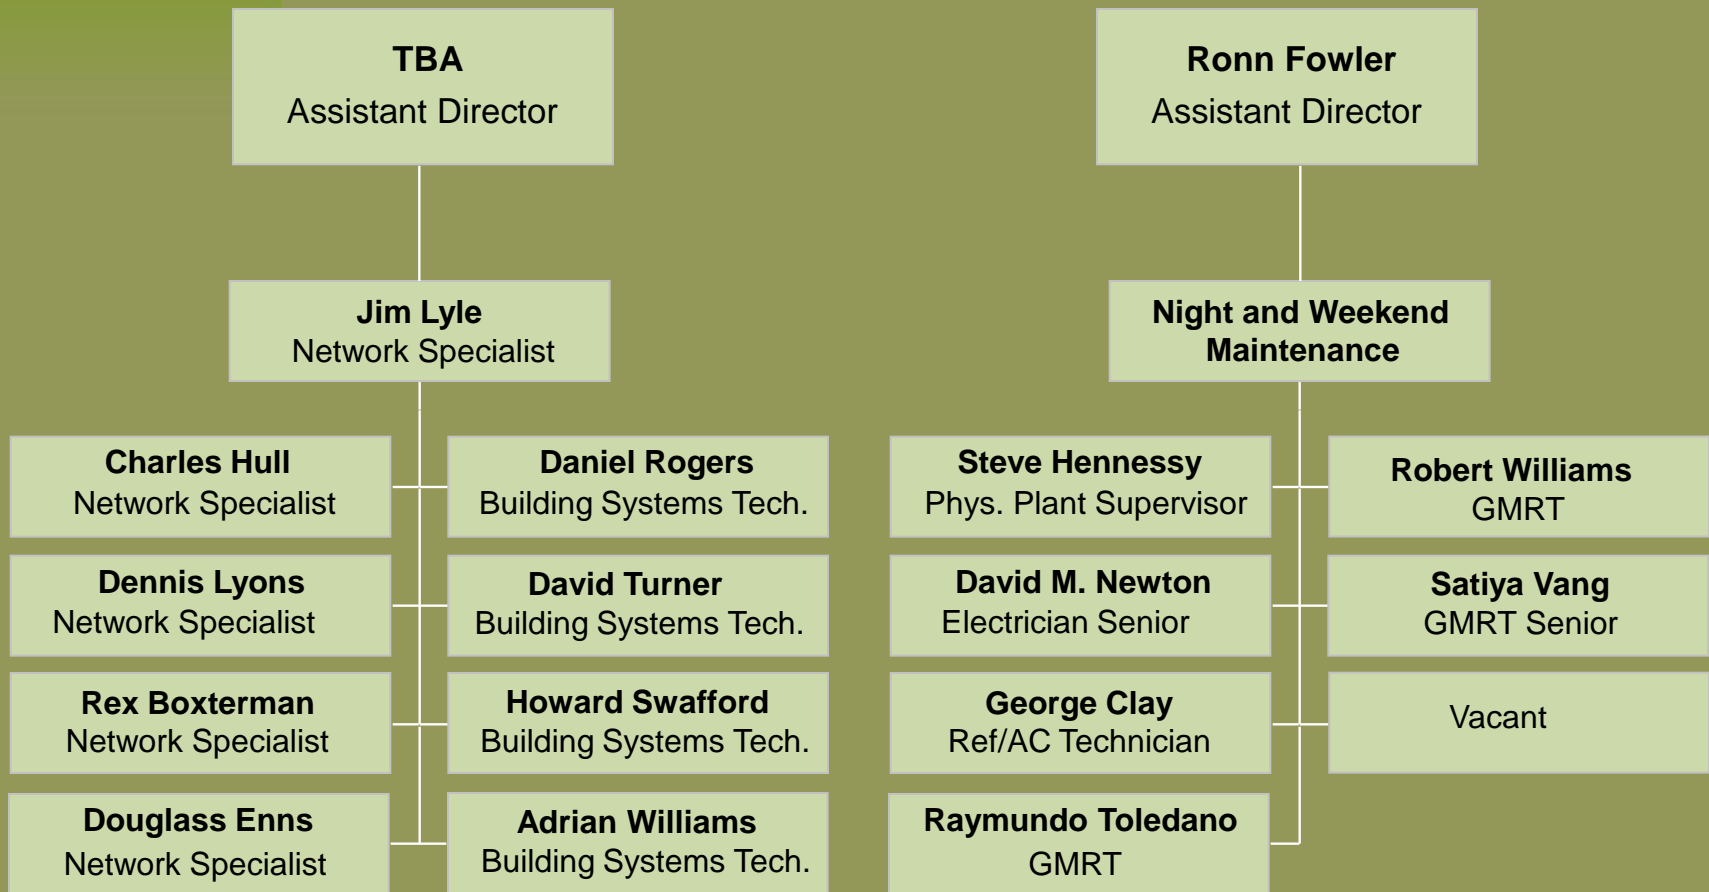 TBA
Assistant Director
Ronn Fowler
Assistant Director
Jim Lyle
Network Specialist
Night and Weekend
Maintenance
Charles Hull
Network Specialist
Daniel Rogers
Building Systems Tech.
Steve Hennessy
Phys. Plant Supervisor
Robert Williams
GMRT
Dennis Lyons
Network Specialist
David Turner
Building Systems Tech.
David M. Newton
Electrician Senior
Satiya Vang
GMRT Senior
Rex Boxterman
Network Specialist
Howard Swafford
Building Systems Tech.
George Clay
Ref/AC Technician
Vacant
Douglass Enns
Network Specialist
Adrian Williams
Building Systems Tech.
Raymundo Toledano
GMRT